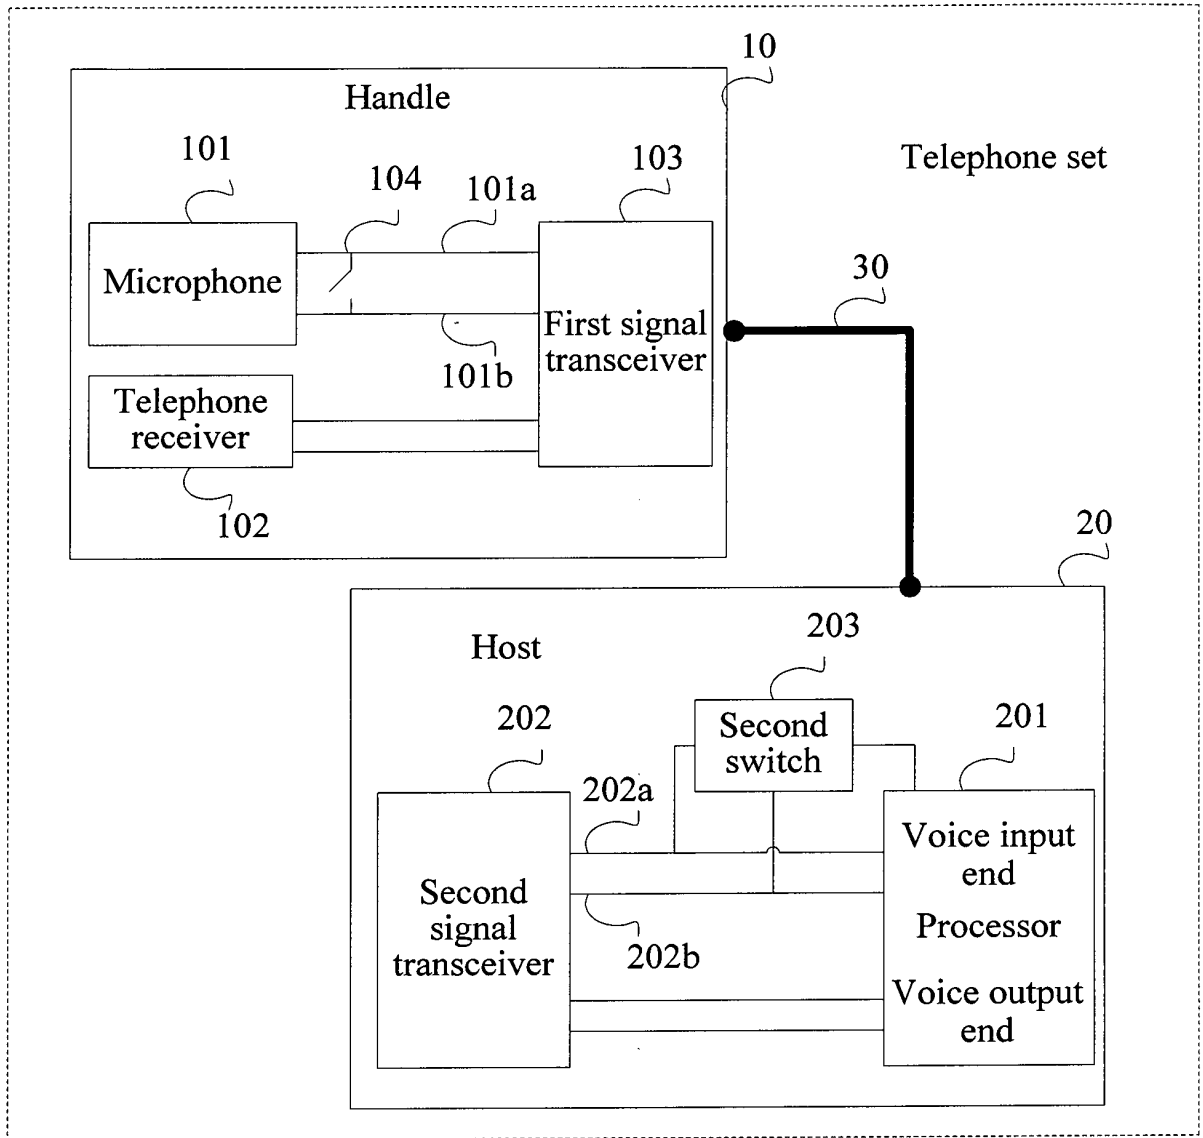 10
Handle
101
104
101a
103
Telephone set
Microphone
30
First signal
transceiver
101b
Telephone
receiver
102
20
203
Host
202
Second
switch
201
202a
Voice input
end
Second
signal
transceiver
Processor
202b
Voice output
end